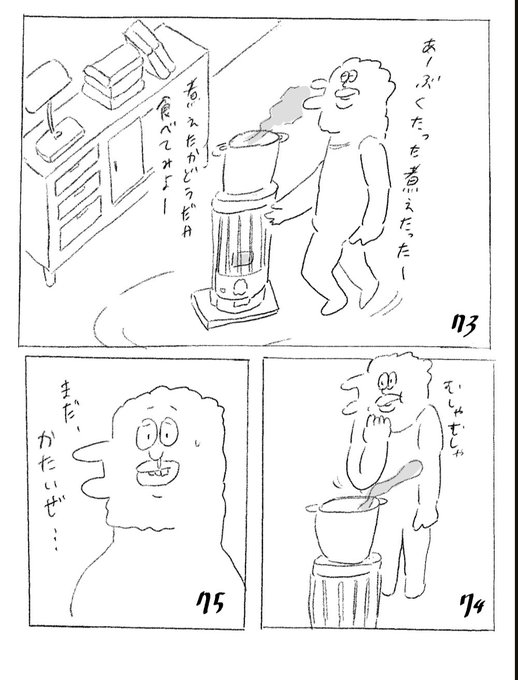 あーぶくたった煮えたったー
煮えたかどうだか
食べてみよー
73
むしゃむしゃ
74
まだ、
かたいぜ…
75